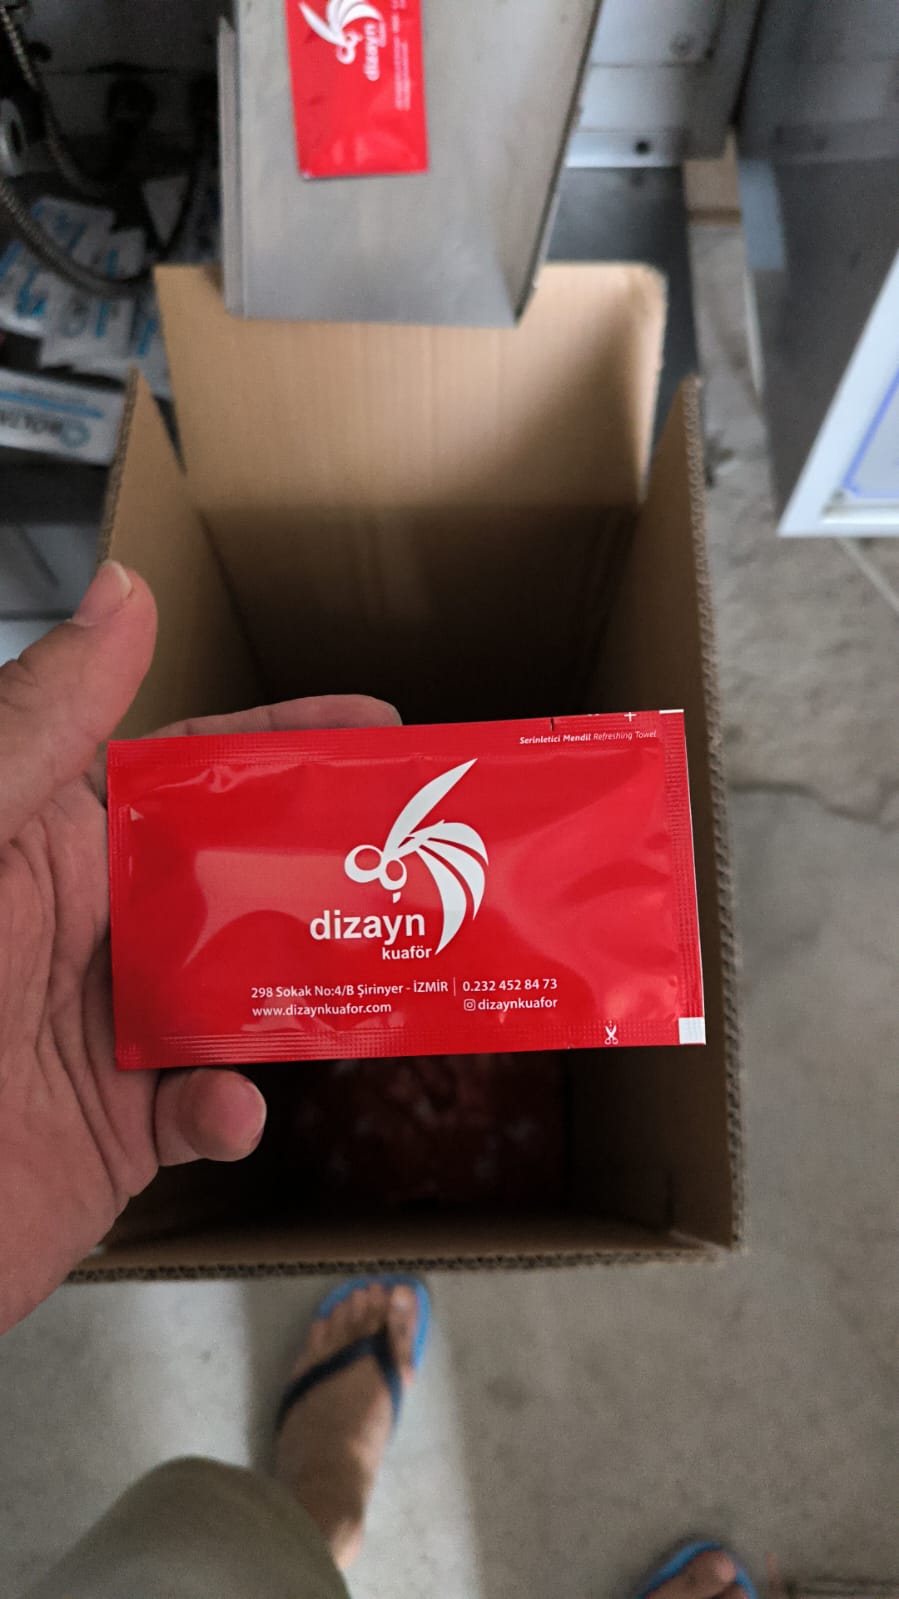 dizayn
Serinletici Mendil Refreshing Towel
dizayn
kuaför
298 Sokak No:4/B Şirinyer - İZMİR | 0.232 452 84 73
www.dizaynkuafor.com dizaynkuafor